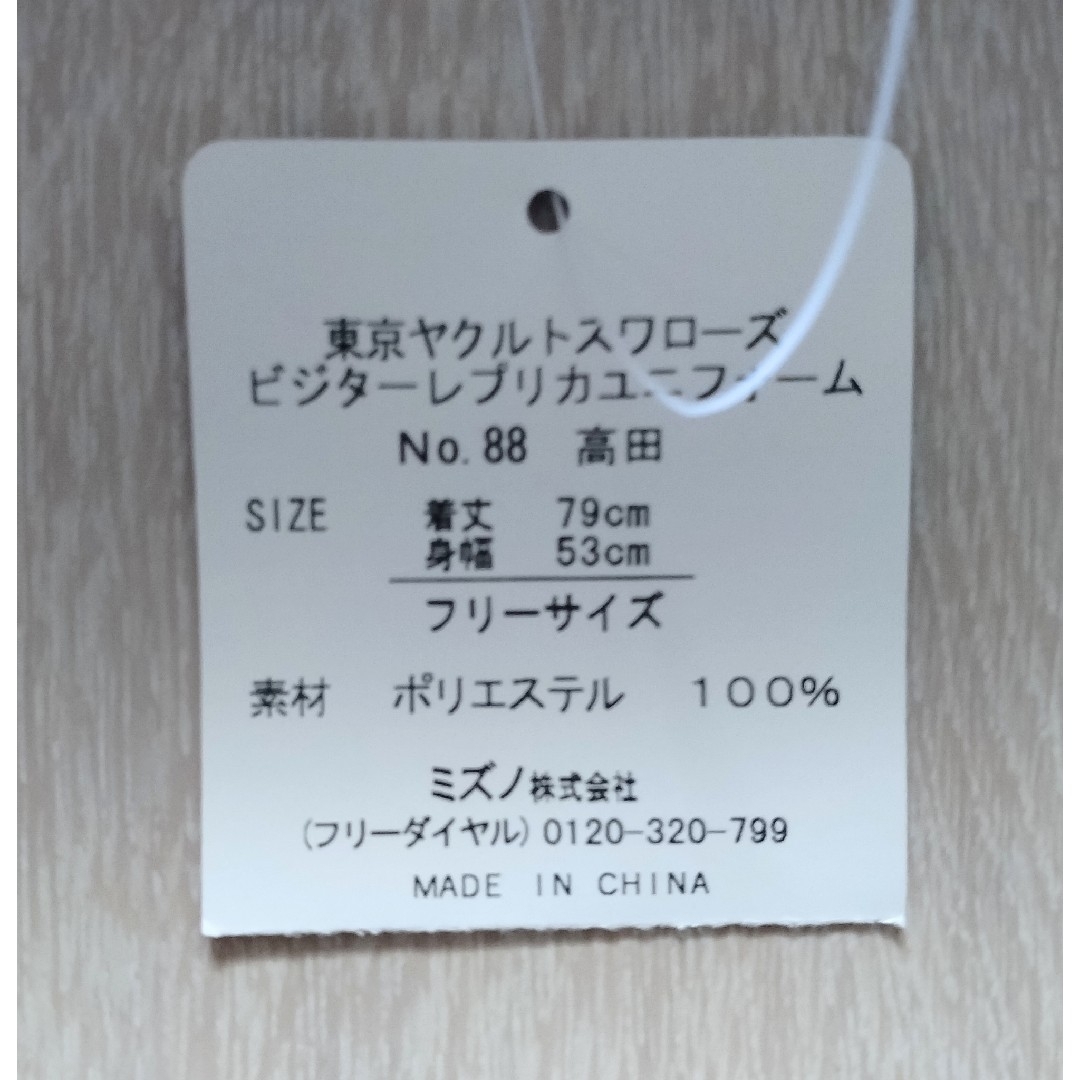 東京ヤクルトスワローズ
ビジターレプリカユニフォーム
No. 88 高田
SIZE 着丈 79cm
身幅 53cm
フリーサイズ
素材 ポリエステル １００％
ミズノ株式会社
(フリーダイヤル) 0120-320-799
MADE IN CHINA